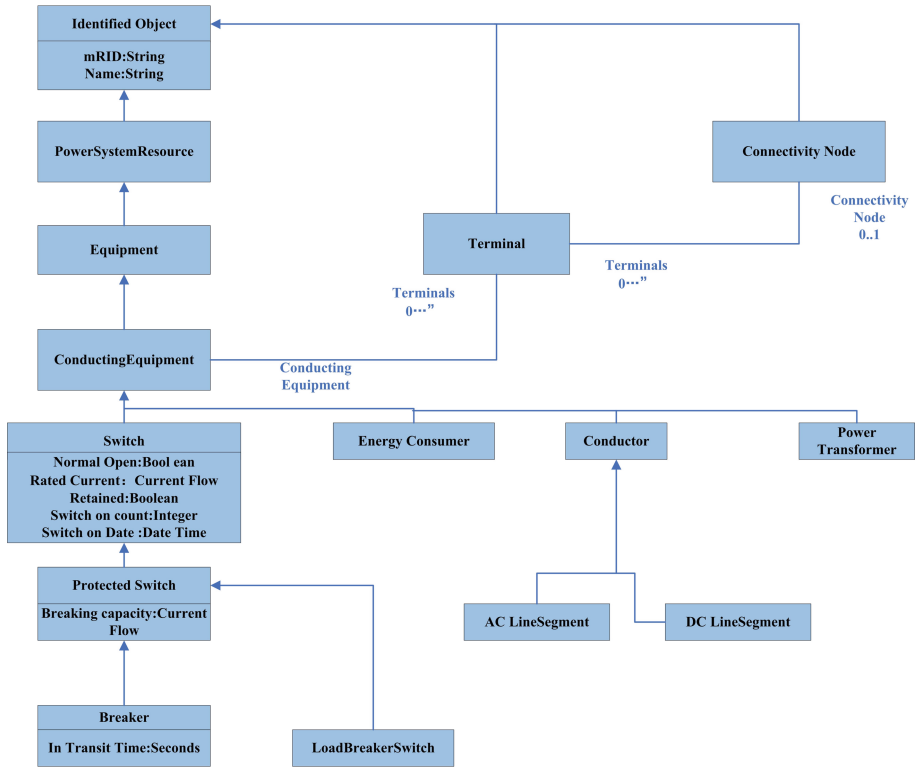 Identified Object
mRID:String
Name:String
PowerSystemResource
Connectivity Node
Connectivity
Node
0..1
Equipment
Terminal
Terminals
0···”
Terminals
0···”
ConductingEquipment
Conducting
Equipment
Switch
Normal Open:Bool ean
Rated Current：Current Flow
Retained:Boolean
Switch on count:Integer
Switch on Date :Date Time
Energy Consumer
Conductor
Power
Transformer
Protected Switch
Breaking capacity:Current
Flow
AC LineSegment
DC LineSegment
Breaker
In Transit Time:Seconds
LoadBreakerSwitch